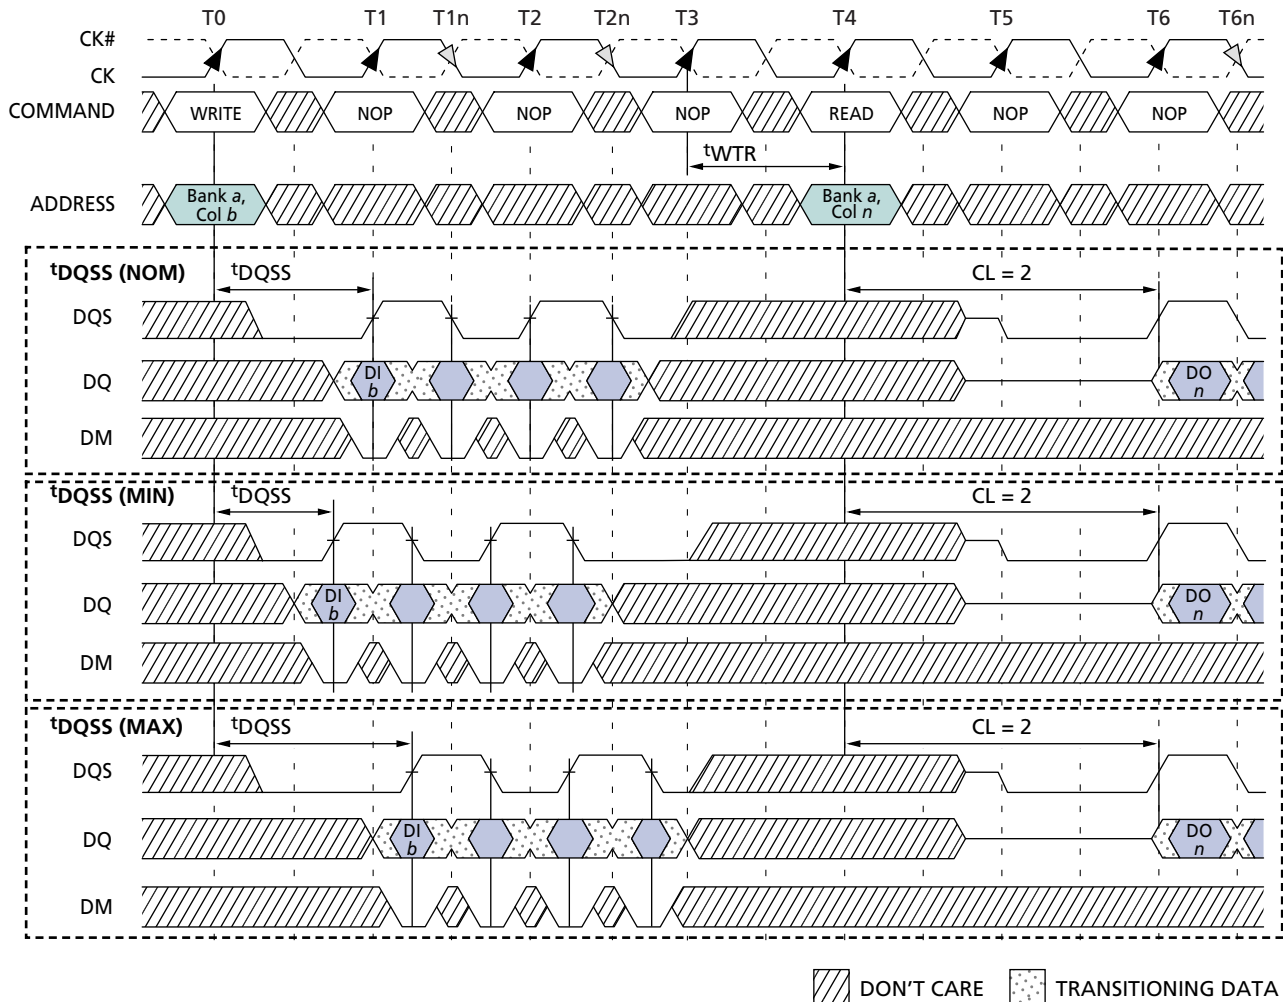 T0 T1 T1n T2 T2n T3 T4 T5 T6 T6n
CK#
CK
COMMAND WRITE NOP NOP NOP READ NOP NOP
tWTR
ADDRESS Bank a, Col b Bank a, Col n
tDQSS (NOM) tDQSS CL = 2
DQS
DQ DI b DO n
DM
tDQSS (MIN) tDQSS CL = 2
DQS
DQ DI b DO n
DM
tDQSS (MAX) tDQSS CL = 2
DQS
DQ DI b DO n
DM
DON'T CARE TRANSITIONING DATA